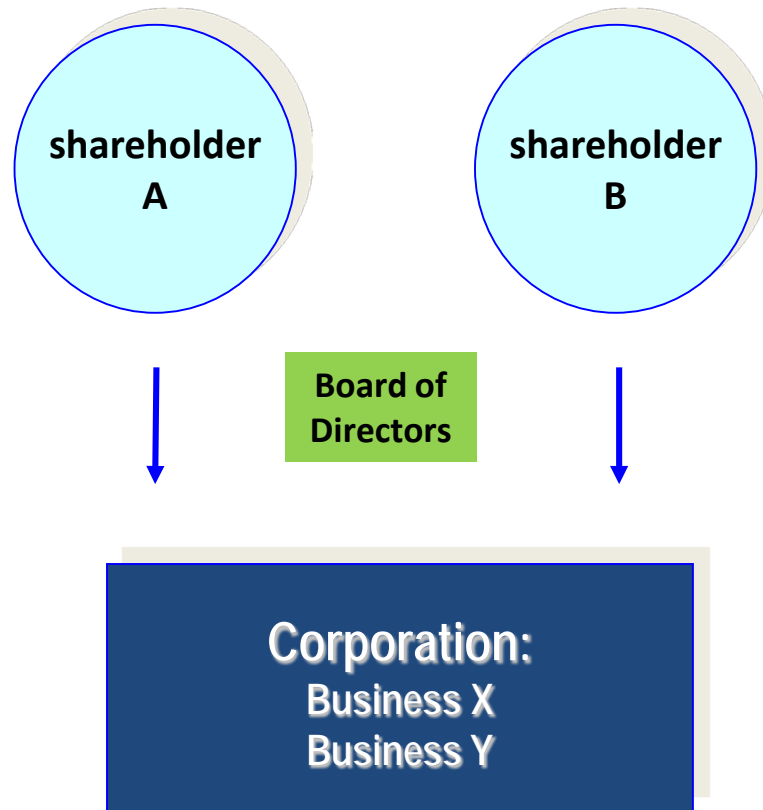 shareholder
A
shareholder
B
Board of
Directors
Corporation:
Business X
Business Y